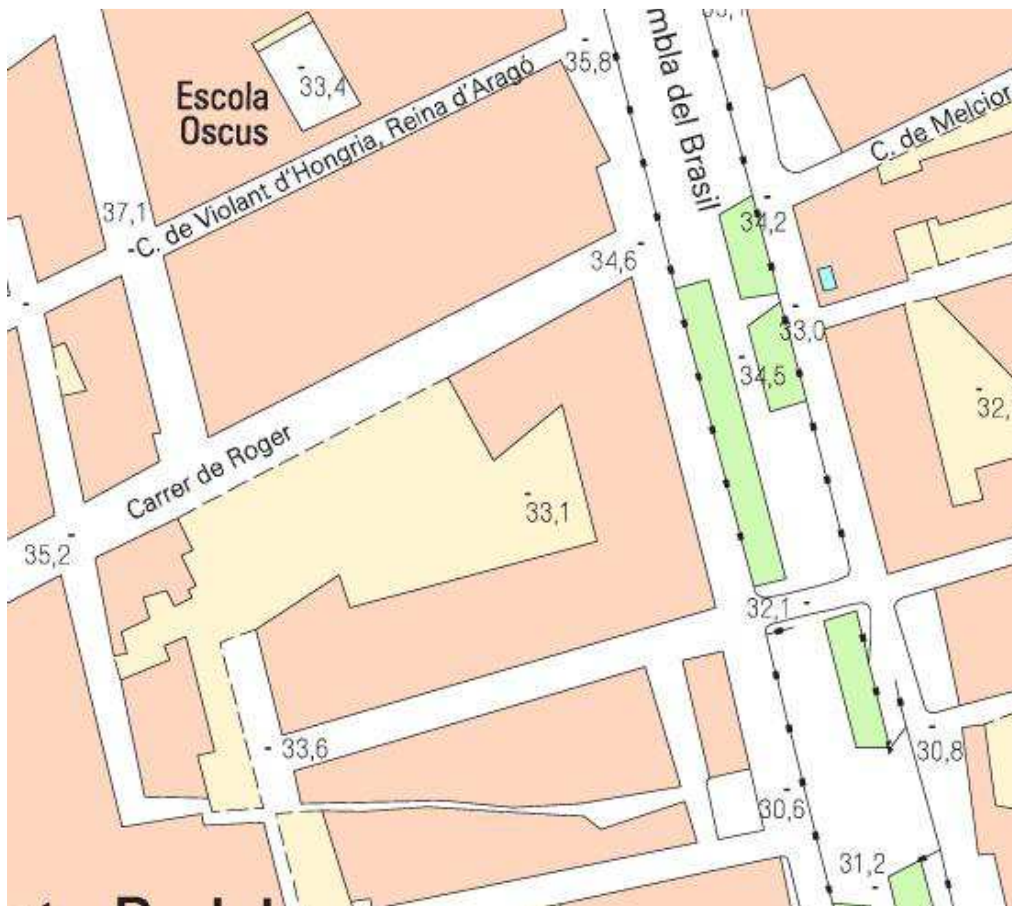 mbla del Brasil
35,8
Escola
Oscus
33,4
C. de Violant d'Hongria, Reina d'Aragó
C. de Melcior
37,1
34,2
34,6
33,0
34,5
32,
Carrer de Roger
33,1
35,2
32,1
33,6
30,8
30,6
31,2